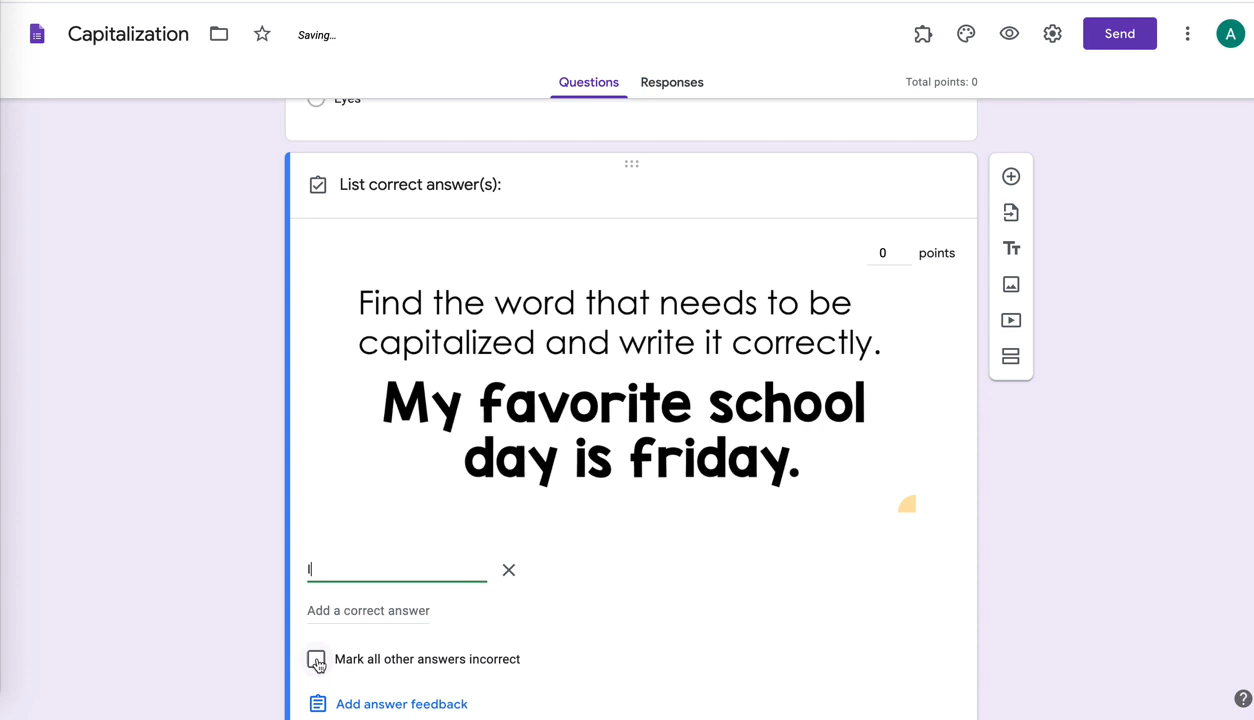 Capitalization
Saving...
Send
A
Questions
Responses
Total points: 0
Eyes
List correct answer(s):
0 points
Find the word that needs to be
capitalized and write it correctly.
My favorite school
day is friday.
I
Add a correct answer
Mark all other answers incorrect
Add answer feedback